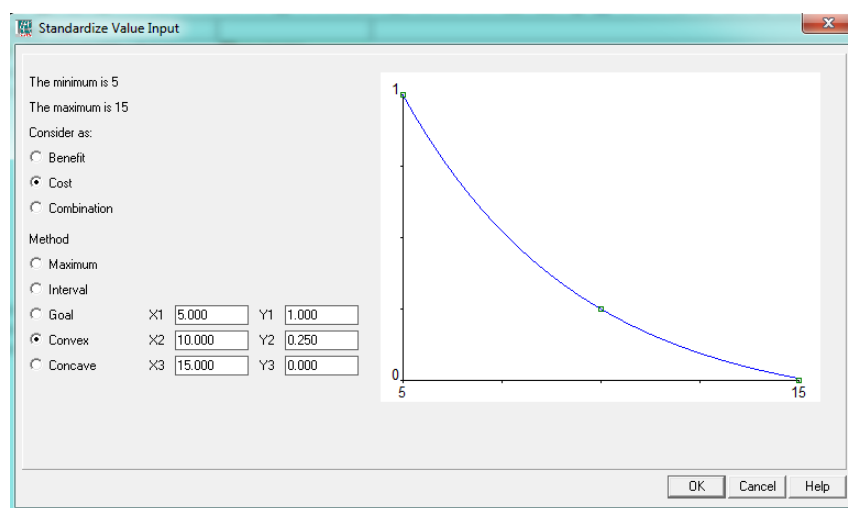 Standardize Value Input
The minimum is 5
The maximum is 15
Consider as:
Benefit
Cost
Combination
Method
Maximum
Interval
Goal X1 5.000 Y1 1.000
Convex X2 10.000 Y2 0.250
Concave X3 15.000 Y3 0.000
1
0
5 15
OK Cancel Help